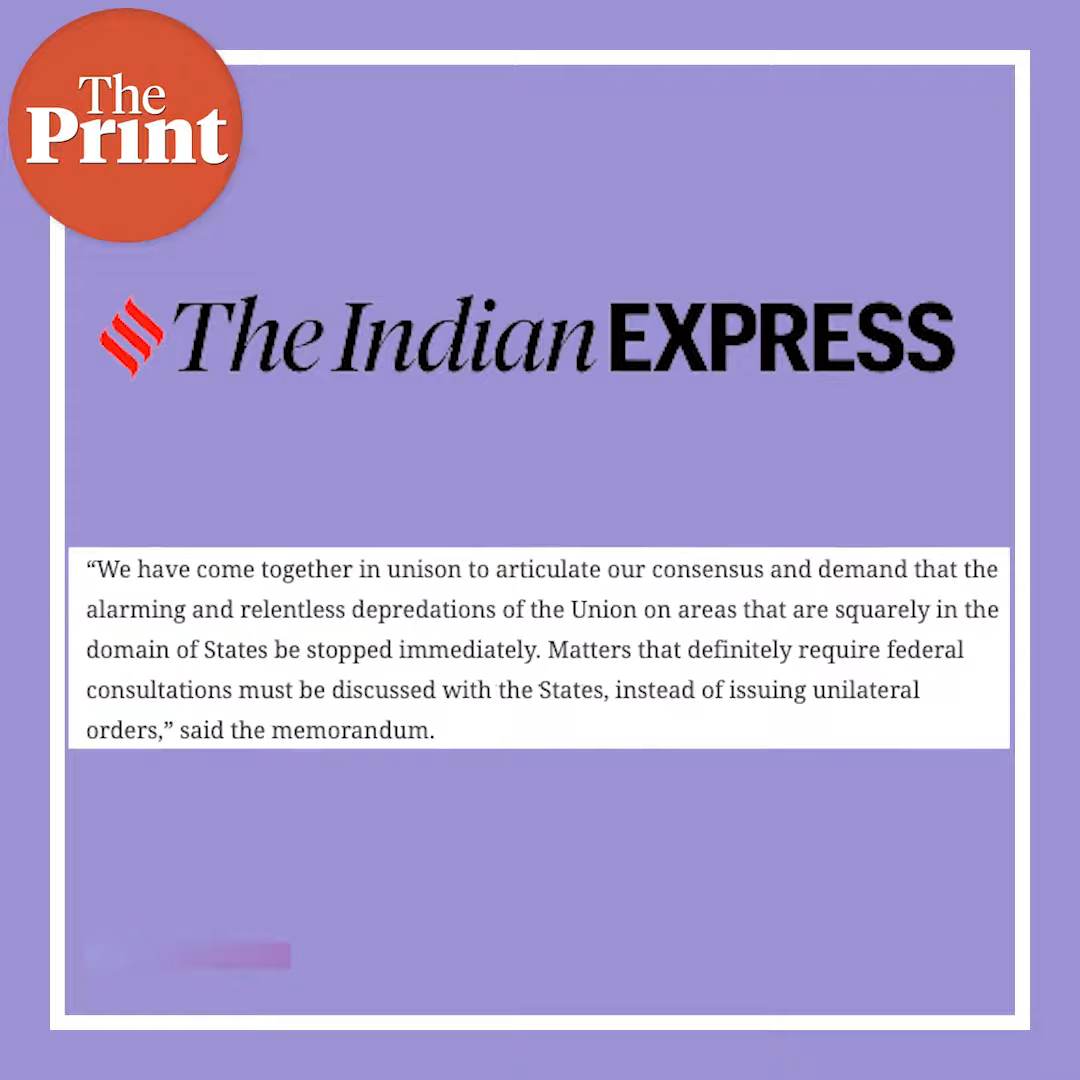 The
Print
The Indian EXPRESS
“We have come together in unison to articulate our consensus and demand that the
alarming and relentless depredations of the Union on areas that are squarely in the
domain of States be stopped immediately. Matters that definitely require federal
consultations must be discussed with the States, instead of issuing unilateral
orders,” said the memorandum.